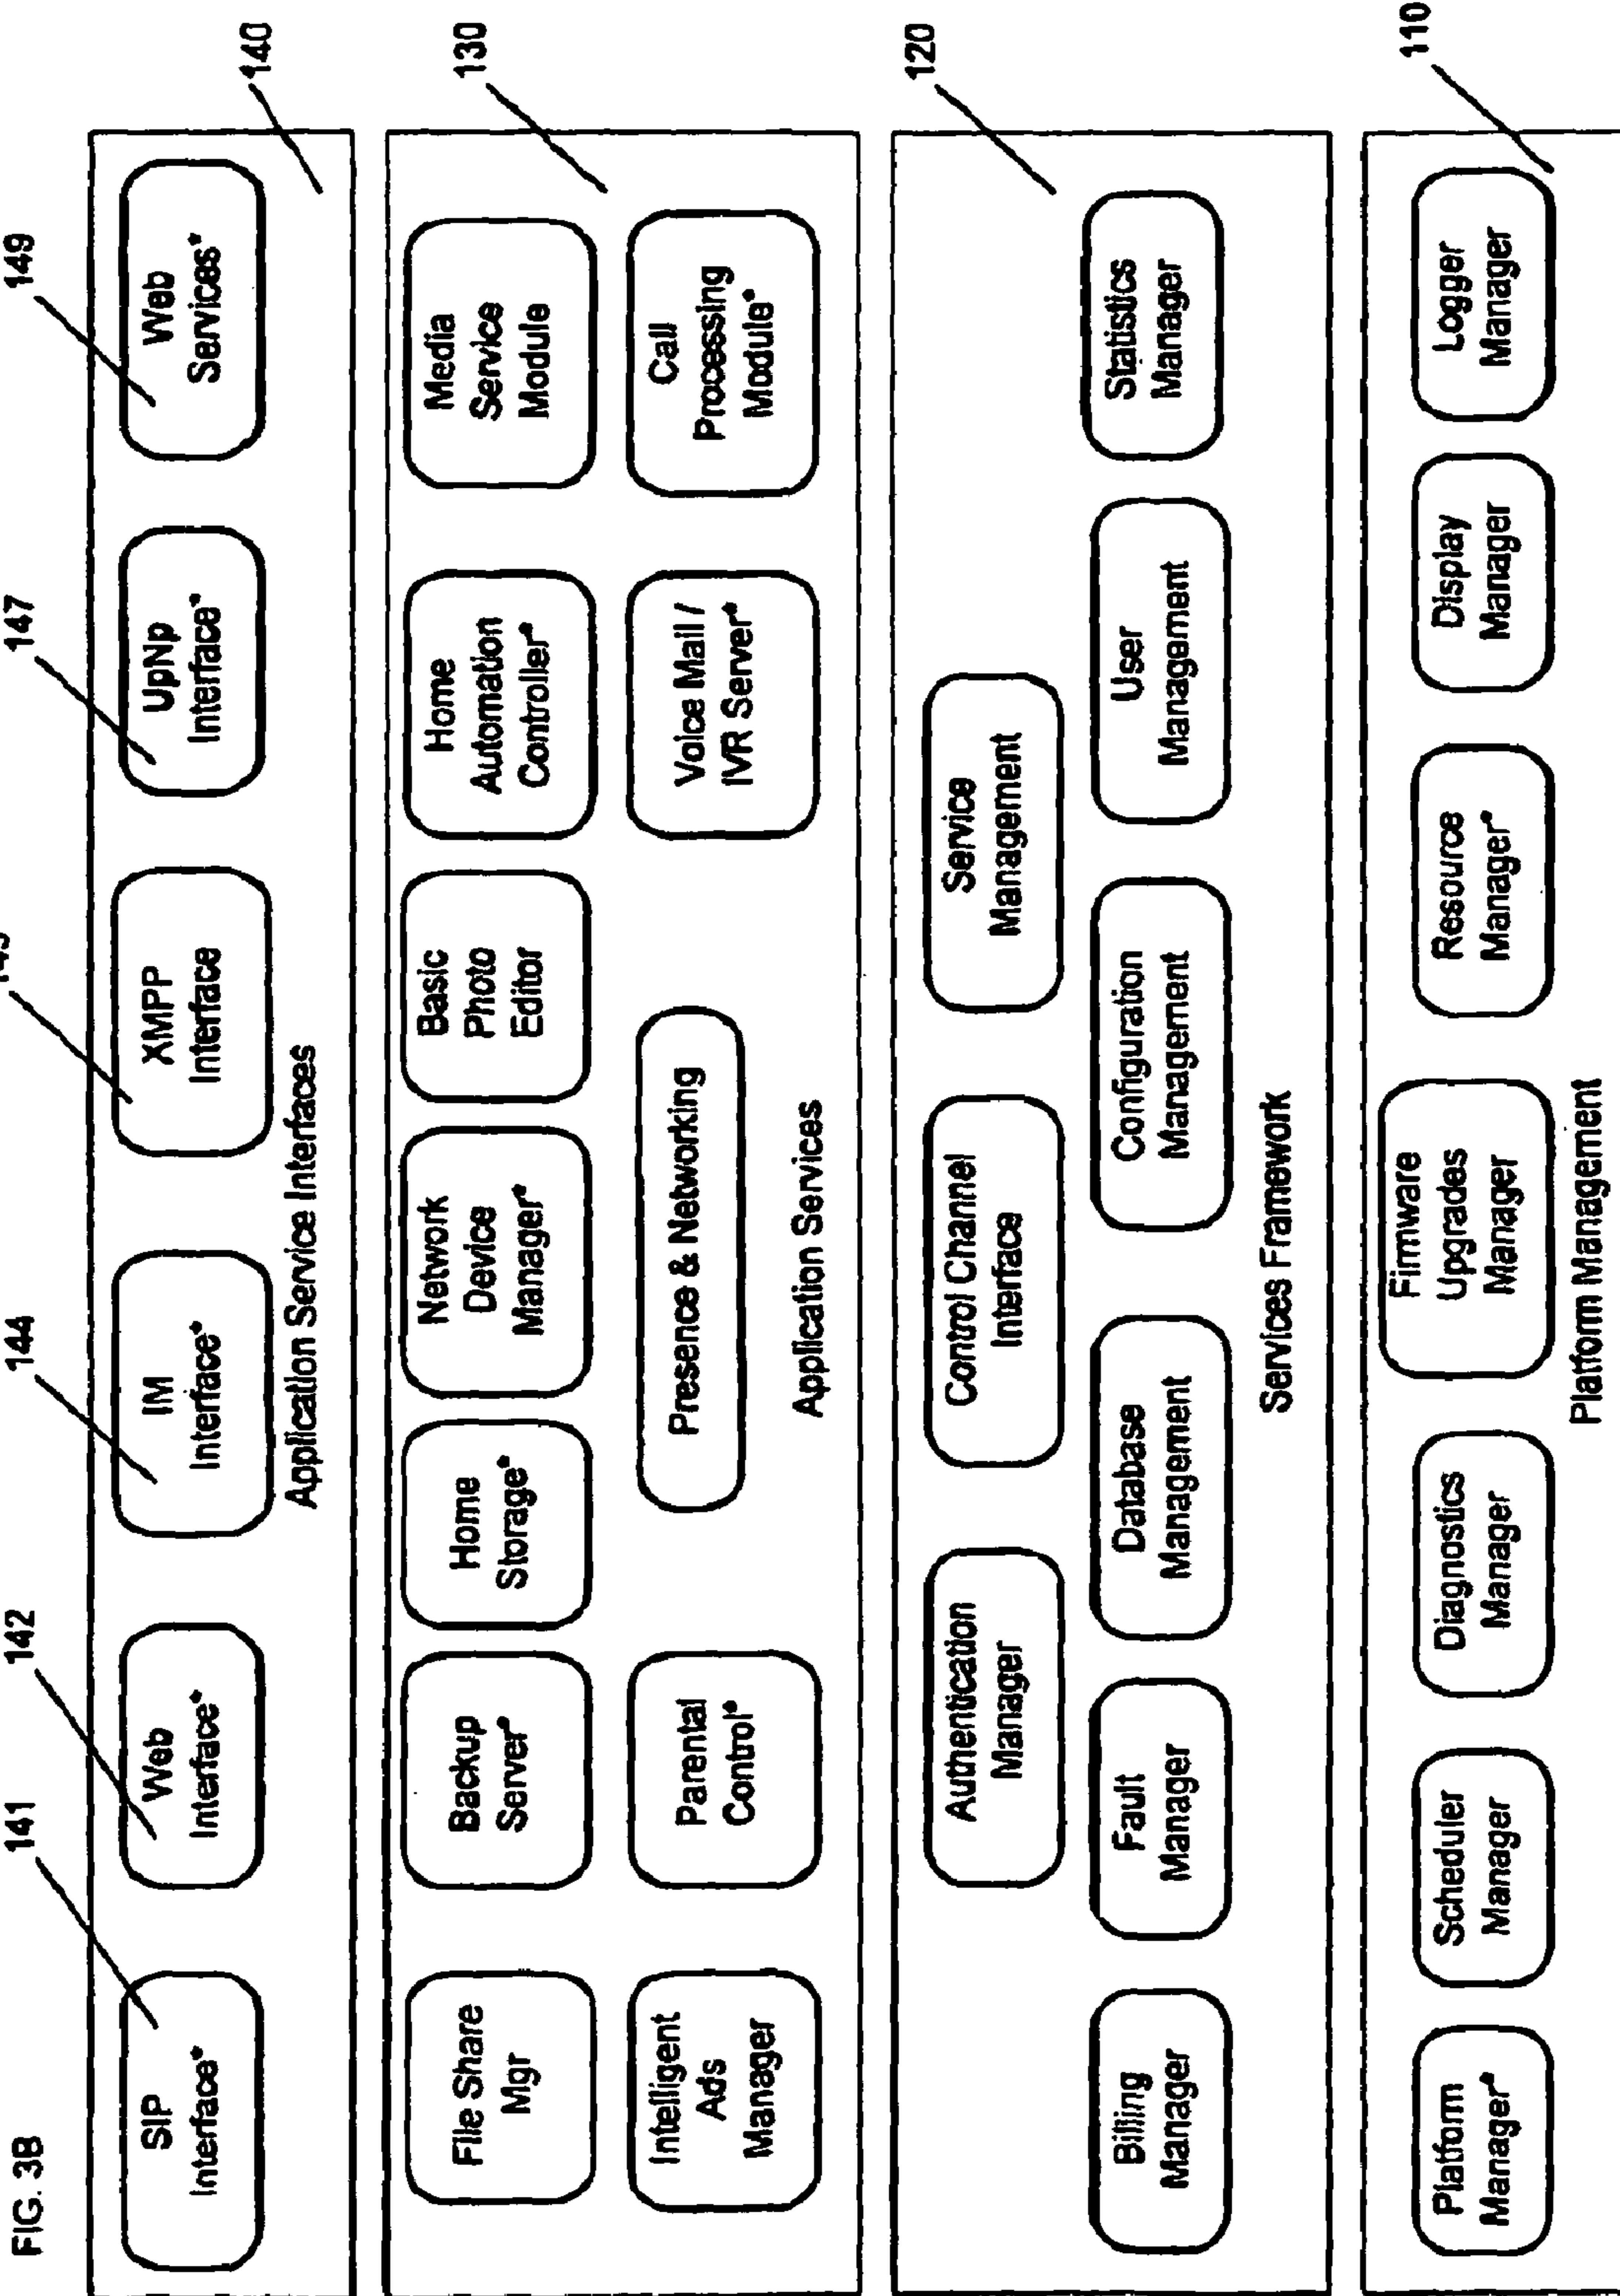 FIG. 3B
141
142
144
147
149
SIP
Interface*
Web
Interface*
IM
Interface*
XMPP
Interface
UpNp
Interface*
Web
Services*
Application Service Interfaces
140
File Share
Mgr
Backup
Server*
Home
Storage*
Network
Device
Manager*
Basic
Photo
Editor
Home
Automation
Controller*
Media
Service
Module
Intelligent
Ads
Manager
Parental
Control*
Presence & Networking
Voice Mail /
IVR Server*
Call
Processing
Module*
Application Services
130
Authentication
Manager
Control Channel
Interface
Service
Management
Billing
Manager
Fault
Manager
Database
Management
Configuration
Management
User
Management
Statistics
Manager
Services Framework
120
Platform
Manager*
Scheduler
Manager
Diagnostics
Manager
Firmware
Upgrades
Manager
Resource
Manager*
Display
Manager
Logger
Manager
Platform Management
110